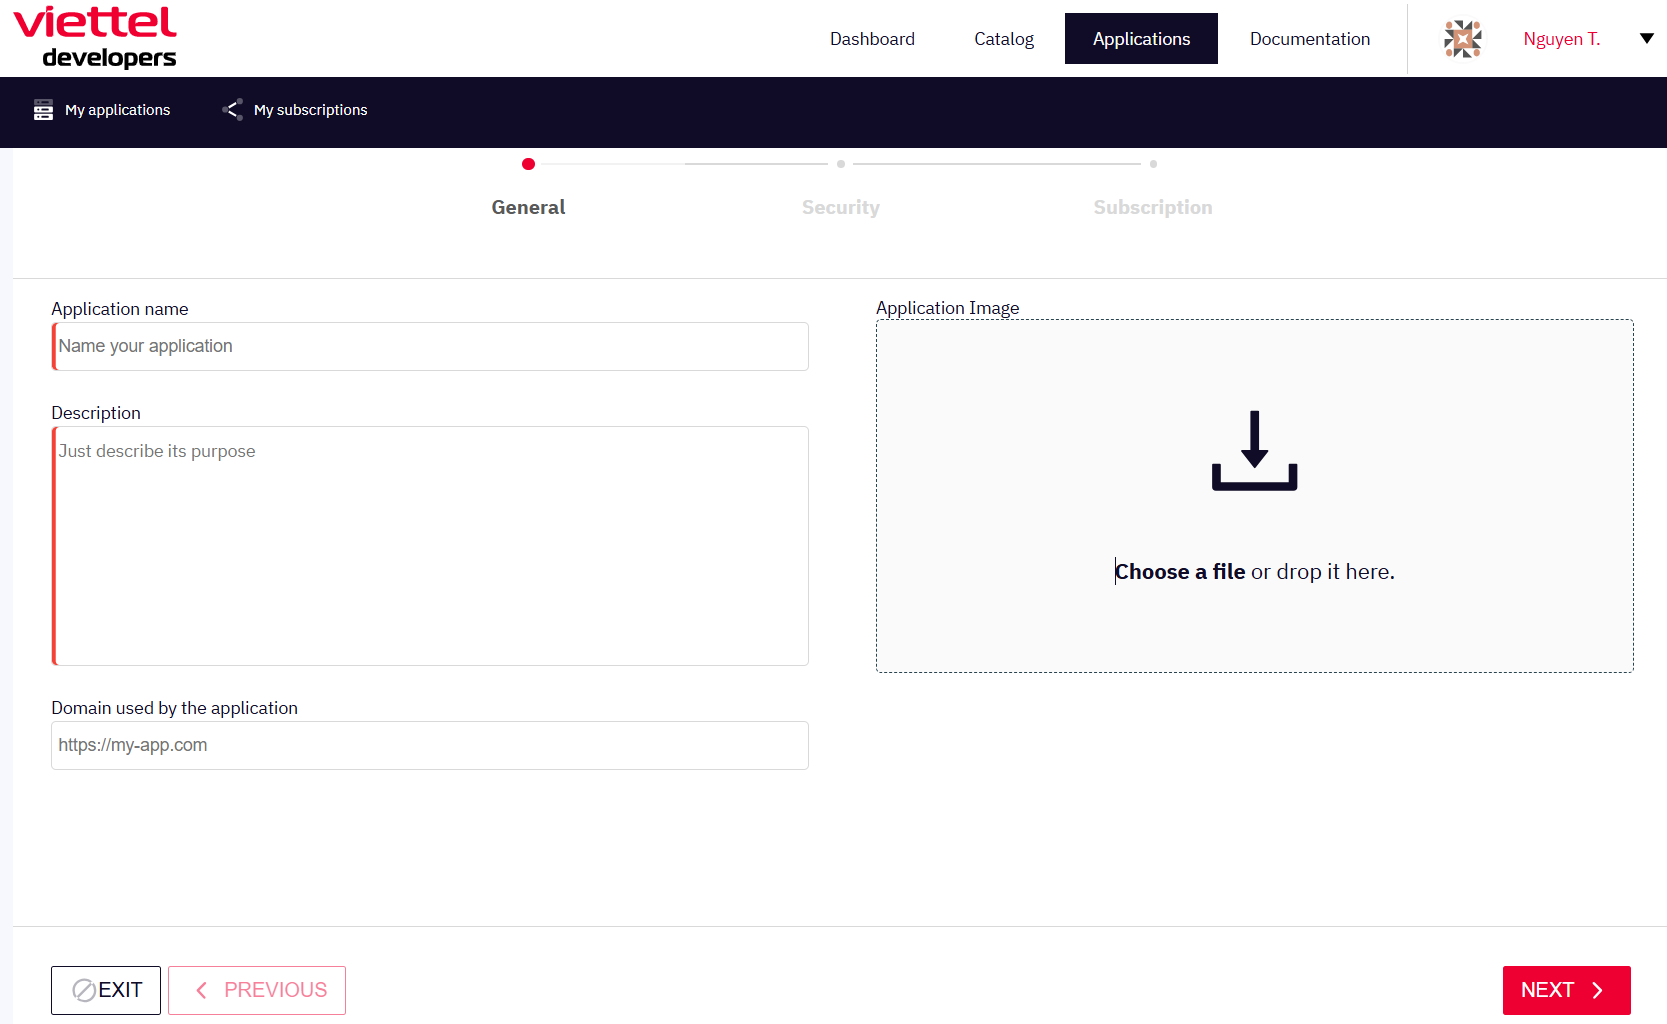 viettel
developers
Dashboard Catalog Applications Documentation Nguyen T.
My applications My subscriptions
General Security Subscription
Application name
Name your application
Description
Just describe its purpose
Domain used by the application
https://my-app.com
Application Image
Choose a file or drop it here.
EXIT PREVIOUS NEXT